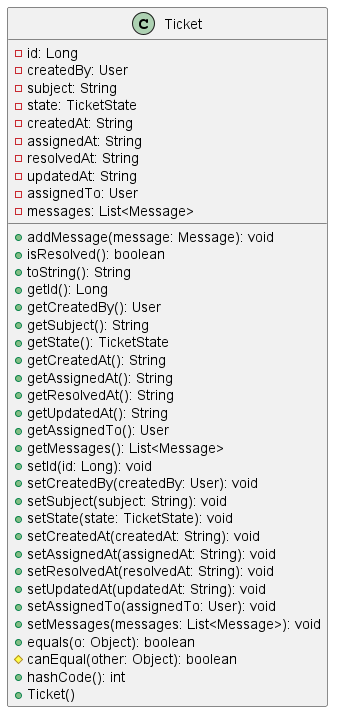 C Ticket
id: Long
createdBy: User
subject: String
state: TicketState
createdAt: String
assignedAt: String
resolvedAt: String
updatedAt: String
assignedTo: User
messages: List<Message>
addMessage(message: Message): void
isResolved(): boolean
toString(): String
getId(): Long
getCreatedBy(): User
getSubject(): String
getState(): TicketState
getCreatedAt(): String
getAssignedAt(): String
getResolvedAt(): String
getUpdatedAt(): String
getAssignedTo(): User
getMessages(): List<Message>
setId(id: Long): void
setCreatedBy(createdBy: User): void
setSubject(subject: String): void
setState(state: TicketState): void
setCreatedAt(createdAt: String): void
setAssignedAt(assignedAt: String): void
setResolvedAt(resolvedAt: String): void
setUpdatedAt(updatedAt: String): void
setAssignedTo(assignedTo: User): void
setMessages(messages: List<Message>): void
equals(o: Object): boolean
canEqual(other: Object): boolean
hashCode(): int
Ticket()